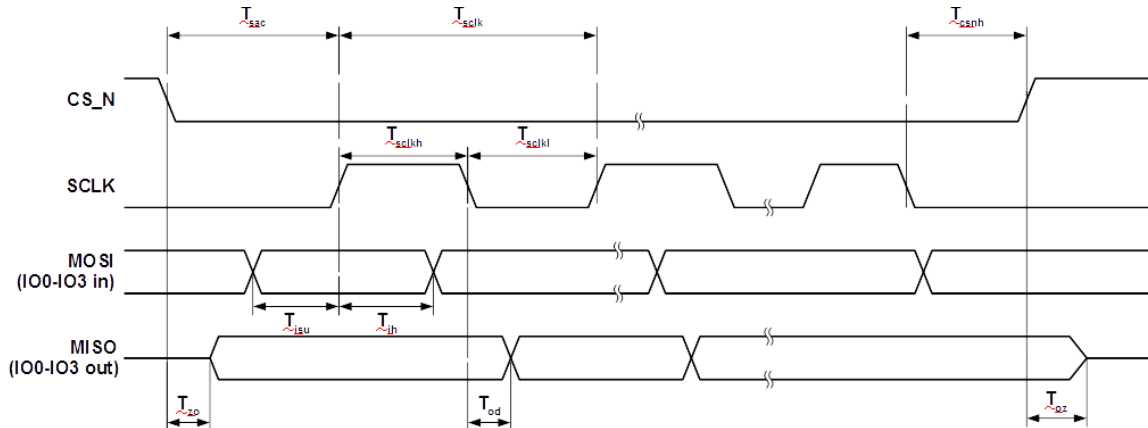 Tsac
Tsclk
Tcsnh
CS_N
Tsclkh
Tsclkl
SCLK
MOSI
(IO0-IO3 in)
Tisu
Tih
MISO
(IO0-IO3 out)
Tzo
Tod
Toz